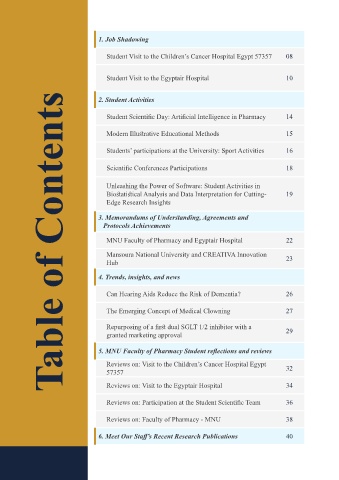 Table of Contents
1. Job Shadowing
Student Visit to the Children's Cancer Hospital Egypt 57357 08
Student Visit to the Egyptair Hospital 10
2. Student Activities
Student Scientific Day: Artificial Intelligence in Pharmacy 14
Modern Illustrative Educational Methods 15
Students' participations at the University: Sport Activities 16
Scientific Conferences Participations 18
Unleashing the Power of Software: Student Activities in
Biostatistical Analysis and Data Interpretation for Cutting-
Edge Research Insights 19
3. Memorandums of Understanding, Agreements and
Protocols Achievements
MNU Faculty of Pharmacy and Egyptair Hospital 22
Mansoura National University and CREATIVA Innovation
Hub 23
4. Trends, insights, and news
Can Hearing Aids Reduce the Risk of Dementia? 26
The Emerging Concept of Medical Clowning 27
Repurposing of a first dual SGLT 1/2 inhibitor with a
granted marketing approval 29
5. MNU Faculty of Pharmacy Student reflections and reviews
Reviews on: Visit to the Children's Cancer Hospital Egypt
57357 32
Reviews on: Visit to the Egyptair Hospital 34
Reviews on: Participation at the Student Scientific Team 36
Reviews on: Faculty of Pharmacy - MNU 38
6. Meet Our Staff's Recent Research Publications 40